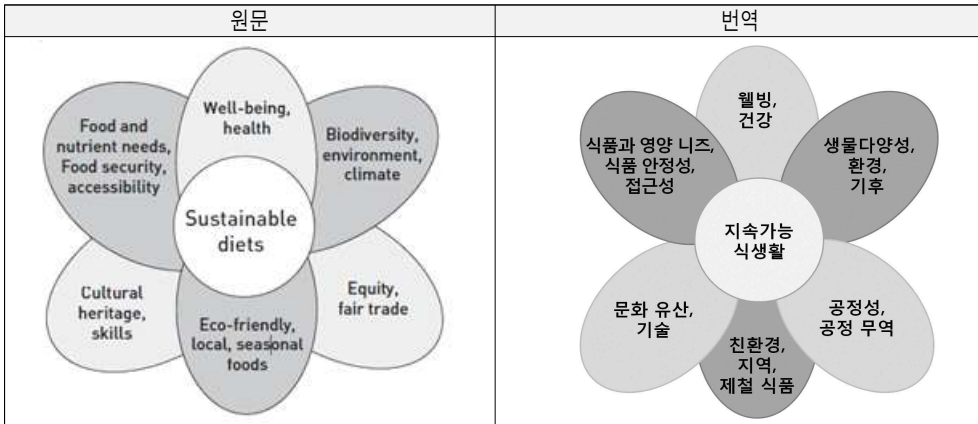 원문
번역
Well-being,
health
Food and
nutrient needs,
Food security,
accessibility
Biodiversity,
environment,
climate
Sustainable
diets
Cultural
heritage,
skills
Equity,
fair trade
Eco-friendly,
local, seasonal
foods
웰빙,
건강
식품과 영양 니즈,
식품 안정성,
접근성
생물다양성,
환경,
기후
지속가능
식생활
문화 유산,
기술
공정성,
공정 무역
친환경,
지역,
제철 식품